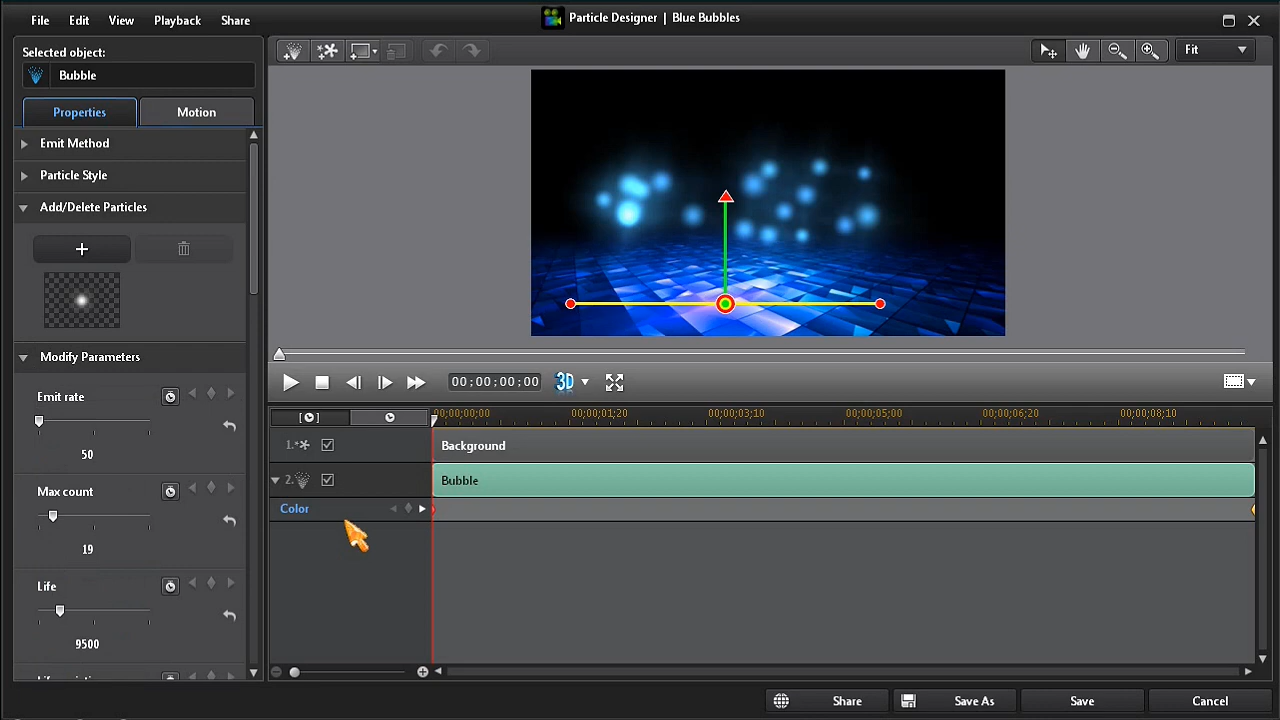 File Edit View Playback Share
Particle Designer | Blue Bubbles
Selected object:
Bubble
Fit
Properties Motion
Emit Method
Particle Style
Add/Delete Particles
Modify Parameters
Emit rate
50
Max count
19
Life
9500
00;00;00;00
3D
00;00;00;00 00;00;01;20 00;00;03;10 00;00;05;00 00;00;06;20 00;00;08;10
1. Background
2. Bubble
Color
Share Save As Save Cancel